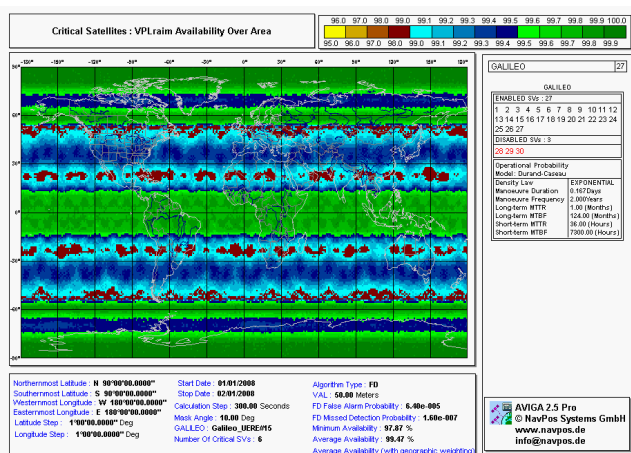 Critical Satellites : VPLraim Availability Over Area
96.0 97.0 98.0 99.0 99.1 99.2 99.3 99.4 99.5 99.6 99.7 99.8 99.9 100.0
95.0 96.0 97.0 98.0 99.0 99.1 99.2 99.3 99.4 99.5 99.6 99.7 99.8 99.9
GALILEO 27
GALILEO
ENABLED SVs : 27
1 2 3 4 5 6 7 8 9 10 11 12
13 14 15 16 17 18 19 20 21 22 23 24
25 26 27
DISABLED SVs : 3
28 29 30
Operational Probability
Model: Durand-Caseau
Density Law EXPONENTIAL
Manoeuvre Duration 0.167Days
Manoeuvre Frequency 2.000Years
Long-term MTTR 1.00 (Months)
Long-term MTBF 124.00 (Months)
Short-term MTTR 36.00 (Hours)
Short-term MTBF 7300.00 (Hours)
Northernmost Latitude : N 90°00'00.0000"
Southernmost Latitude : S 90°00'00.0000"
Westernmost Longitude : W 180°00'00.0000"
Easternmost Longitude : E 180°00'00.0000"
Latitude Step : 1°00'00.0000" Deg
Longitude Step : 1°00'00.0000" Deg
Start Date : 01/01/2008
Stop Date : 02/01/2008
Calculation Step : 300.00 Seconds
Mask Angle : 10.00 Deg
GALILEO : Galileo_UERE#15
Number Of Critical SVs : 6
Algorithm Type : FD
VAL : 50.00 Meters
FD False Alarm Probability : 6.40e-005
FD Missed Detection Probability : 1.60e-007
Minimum Availability : 97.87 %
Average Availability : 99.47 %
Average Availability (with geographic weighting)
AVIGA 2.5 Pro
© NavPos Systems GmbH
www.navpos.de
info@navpos.de